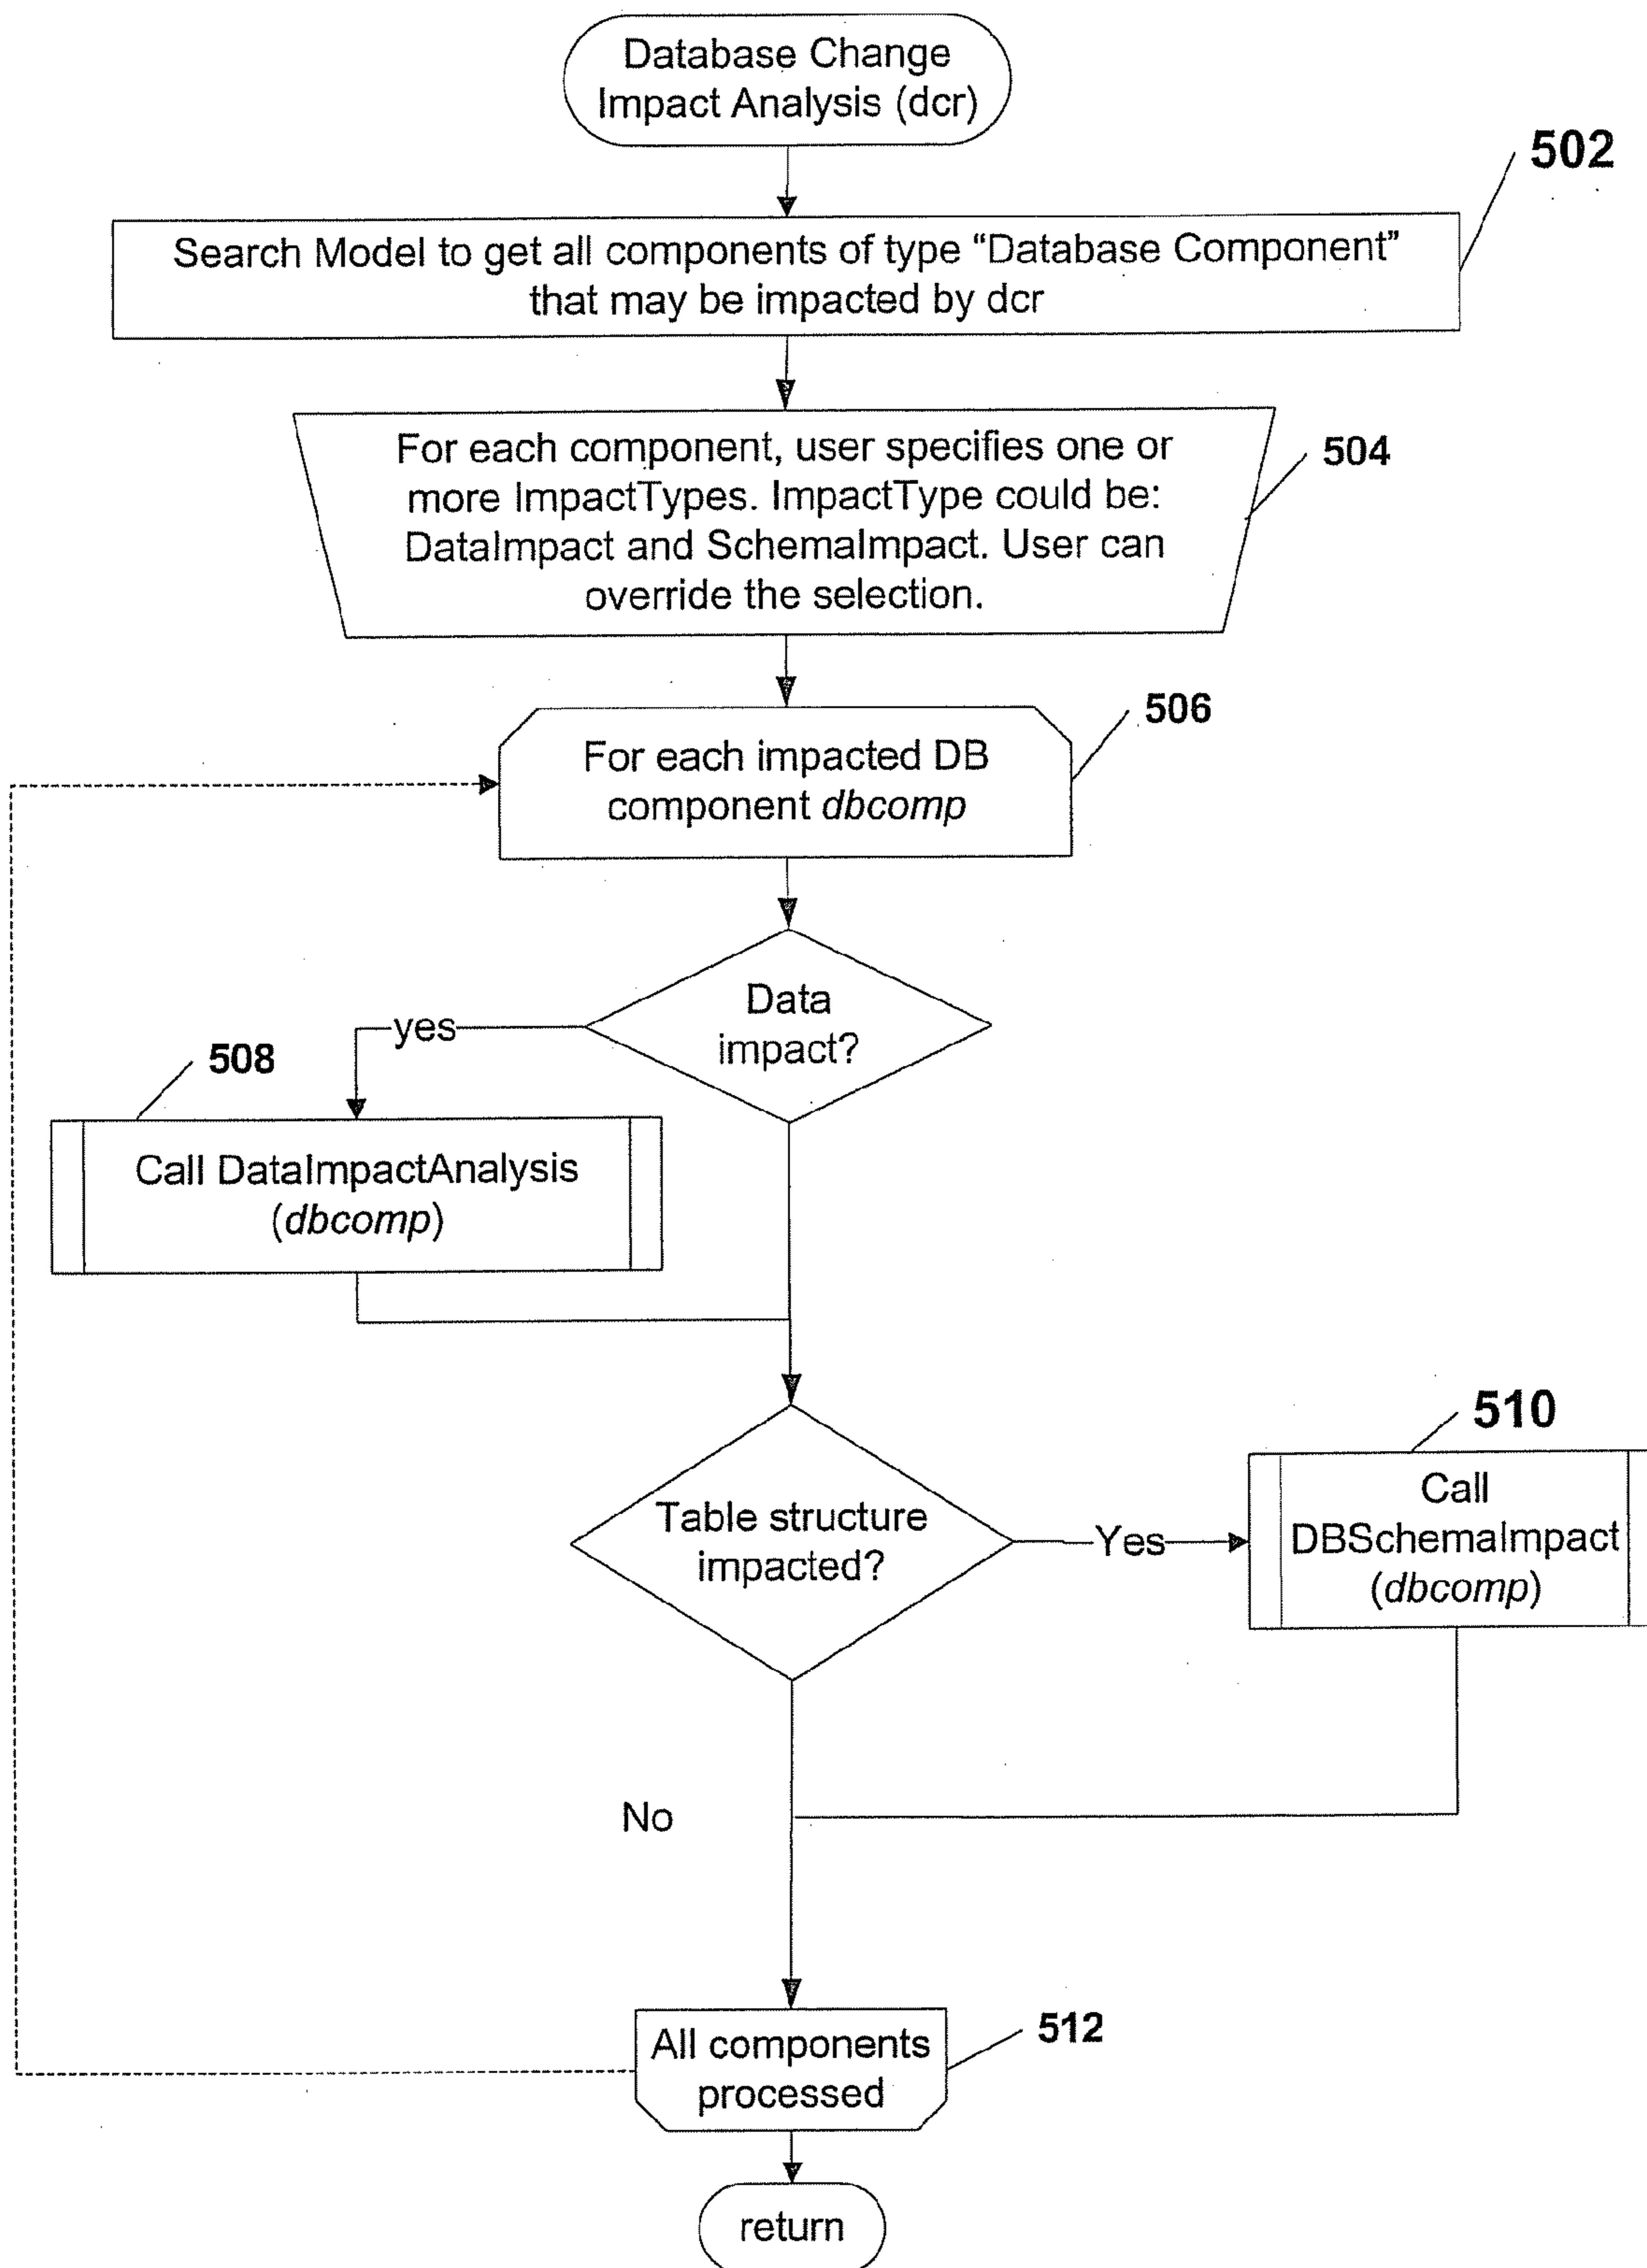 Database Change
Impact Analysis (dcr)
502
Search Model to get all components of type “Database Component”
that may be impacted by dcr
For each component, user specifies one or
more ImpactTypes. ImpactType could be:
DataImpact and SchemaImpact. User can
override the selection.
504
506
For each impacted DB
component dbcomp
Data
impact?
yes
508
Call DataImpactAnalysis
(dbcomp)
Table structure
impacted?
Yes
510
Call
DBSchemaImpact
(dbcomp)
No
All components
processed
512
return